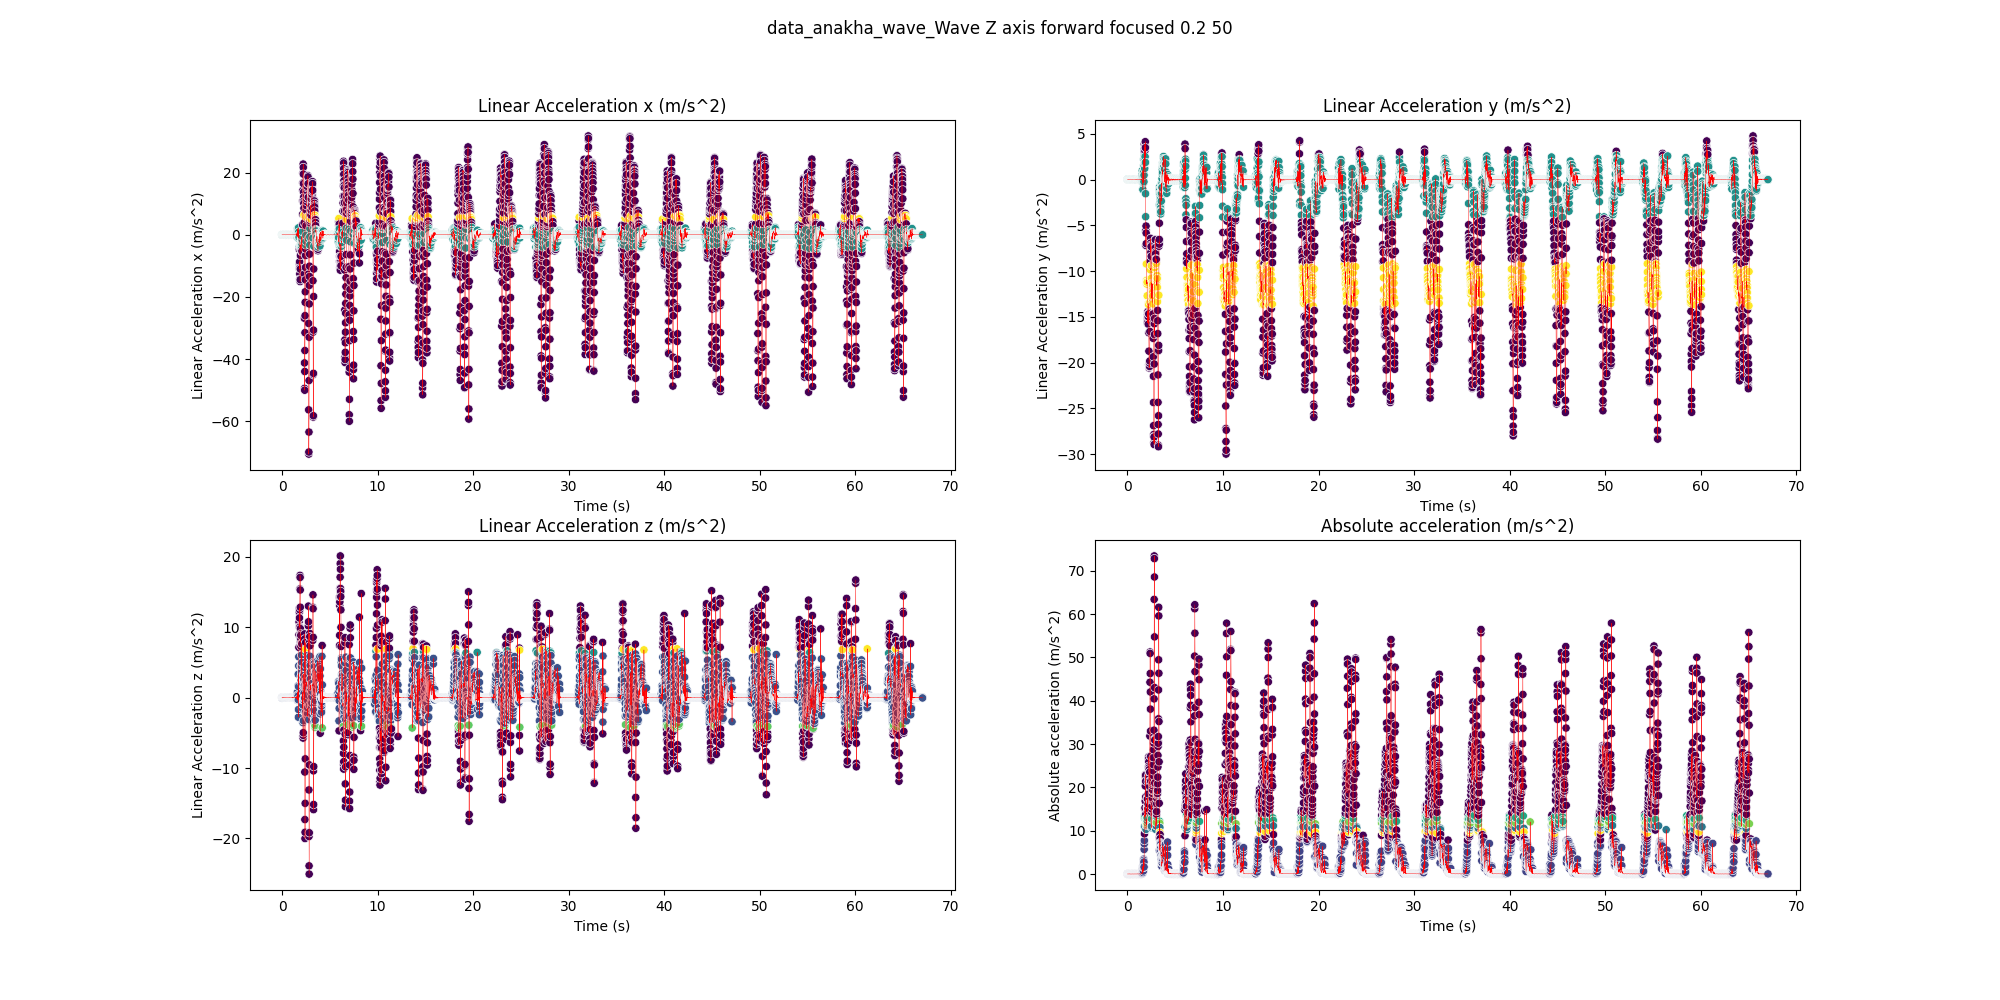 data_anakha_wave_Wave Z axis forward focused 0.2 50
Linear Acceleration x (m/s^2)
Linear Acceleration x (m/s^2)
20
0
−20
−40
−60
0 10 20 30 40 50 60 70
Time (s)
Linear Acceleration y (m/s^2)
Linear Acceleration y (m/s^2)
5
0
−5
−10
−15
−20
−25
−30
0 10 20 30 40 50 60 70
Time (s)
Linear Acceleration z (m/s^2)
Linear Acceleration z (m/s^2)
20
10
0
−10
−20
0 10 20 30 40 50 60 70
Time (s)
Absolute acceleration (m/s^2)
Absolute acceleration (m/s^2)
70
60
50
40
30
20
10
0
0 10 20 30 40 50 60 70
Time (s)